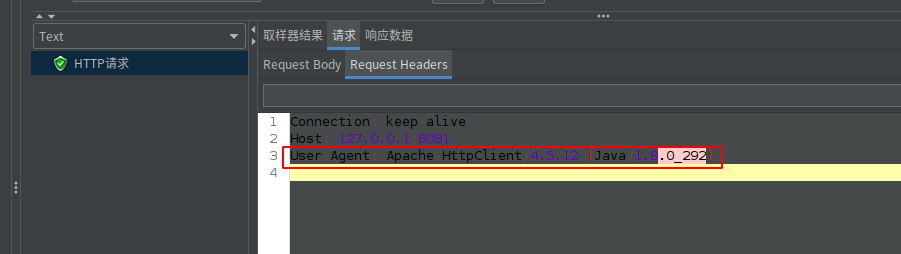 Text
取样器结果 请求 响应数据
HTTP请求
Request Body Request Headers
1 Connection: keep-alive
2 Host: 127.0.0.1:8081
3 User-Agent: Apache-HttpClient/4.5.12 (Java/1.8.0_292)
4